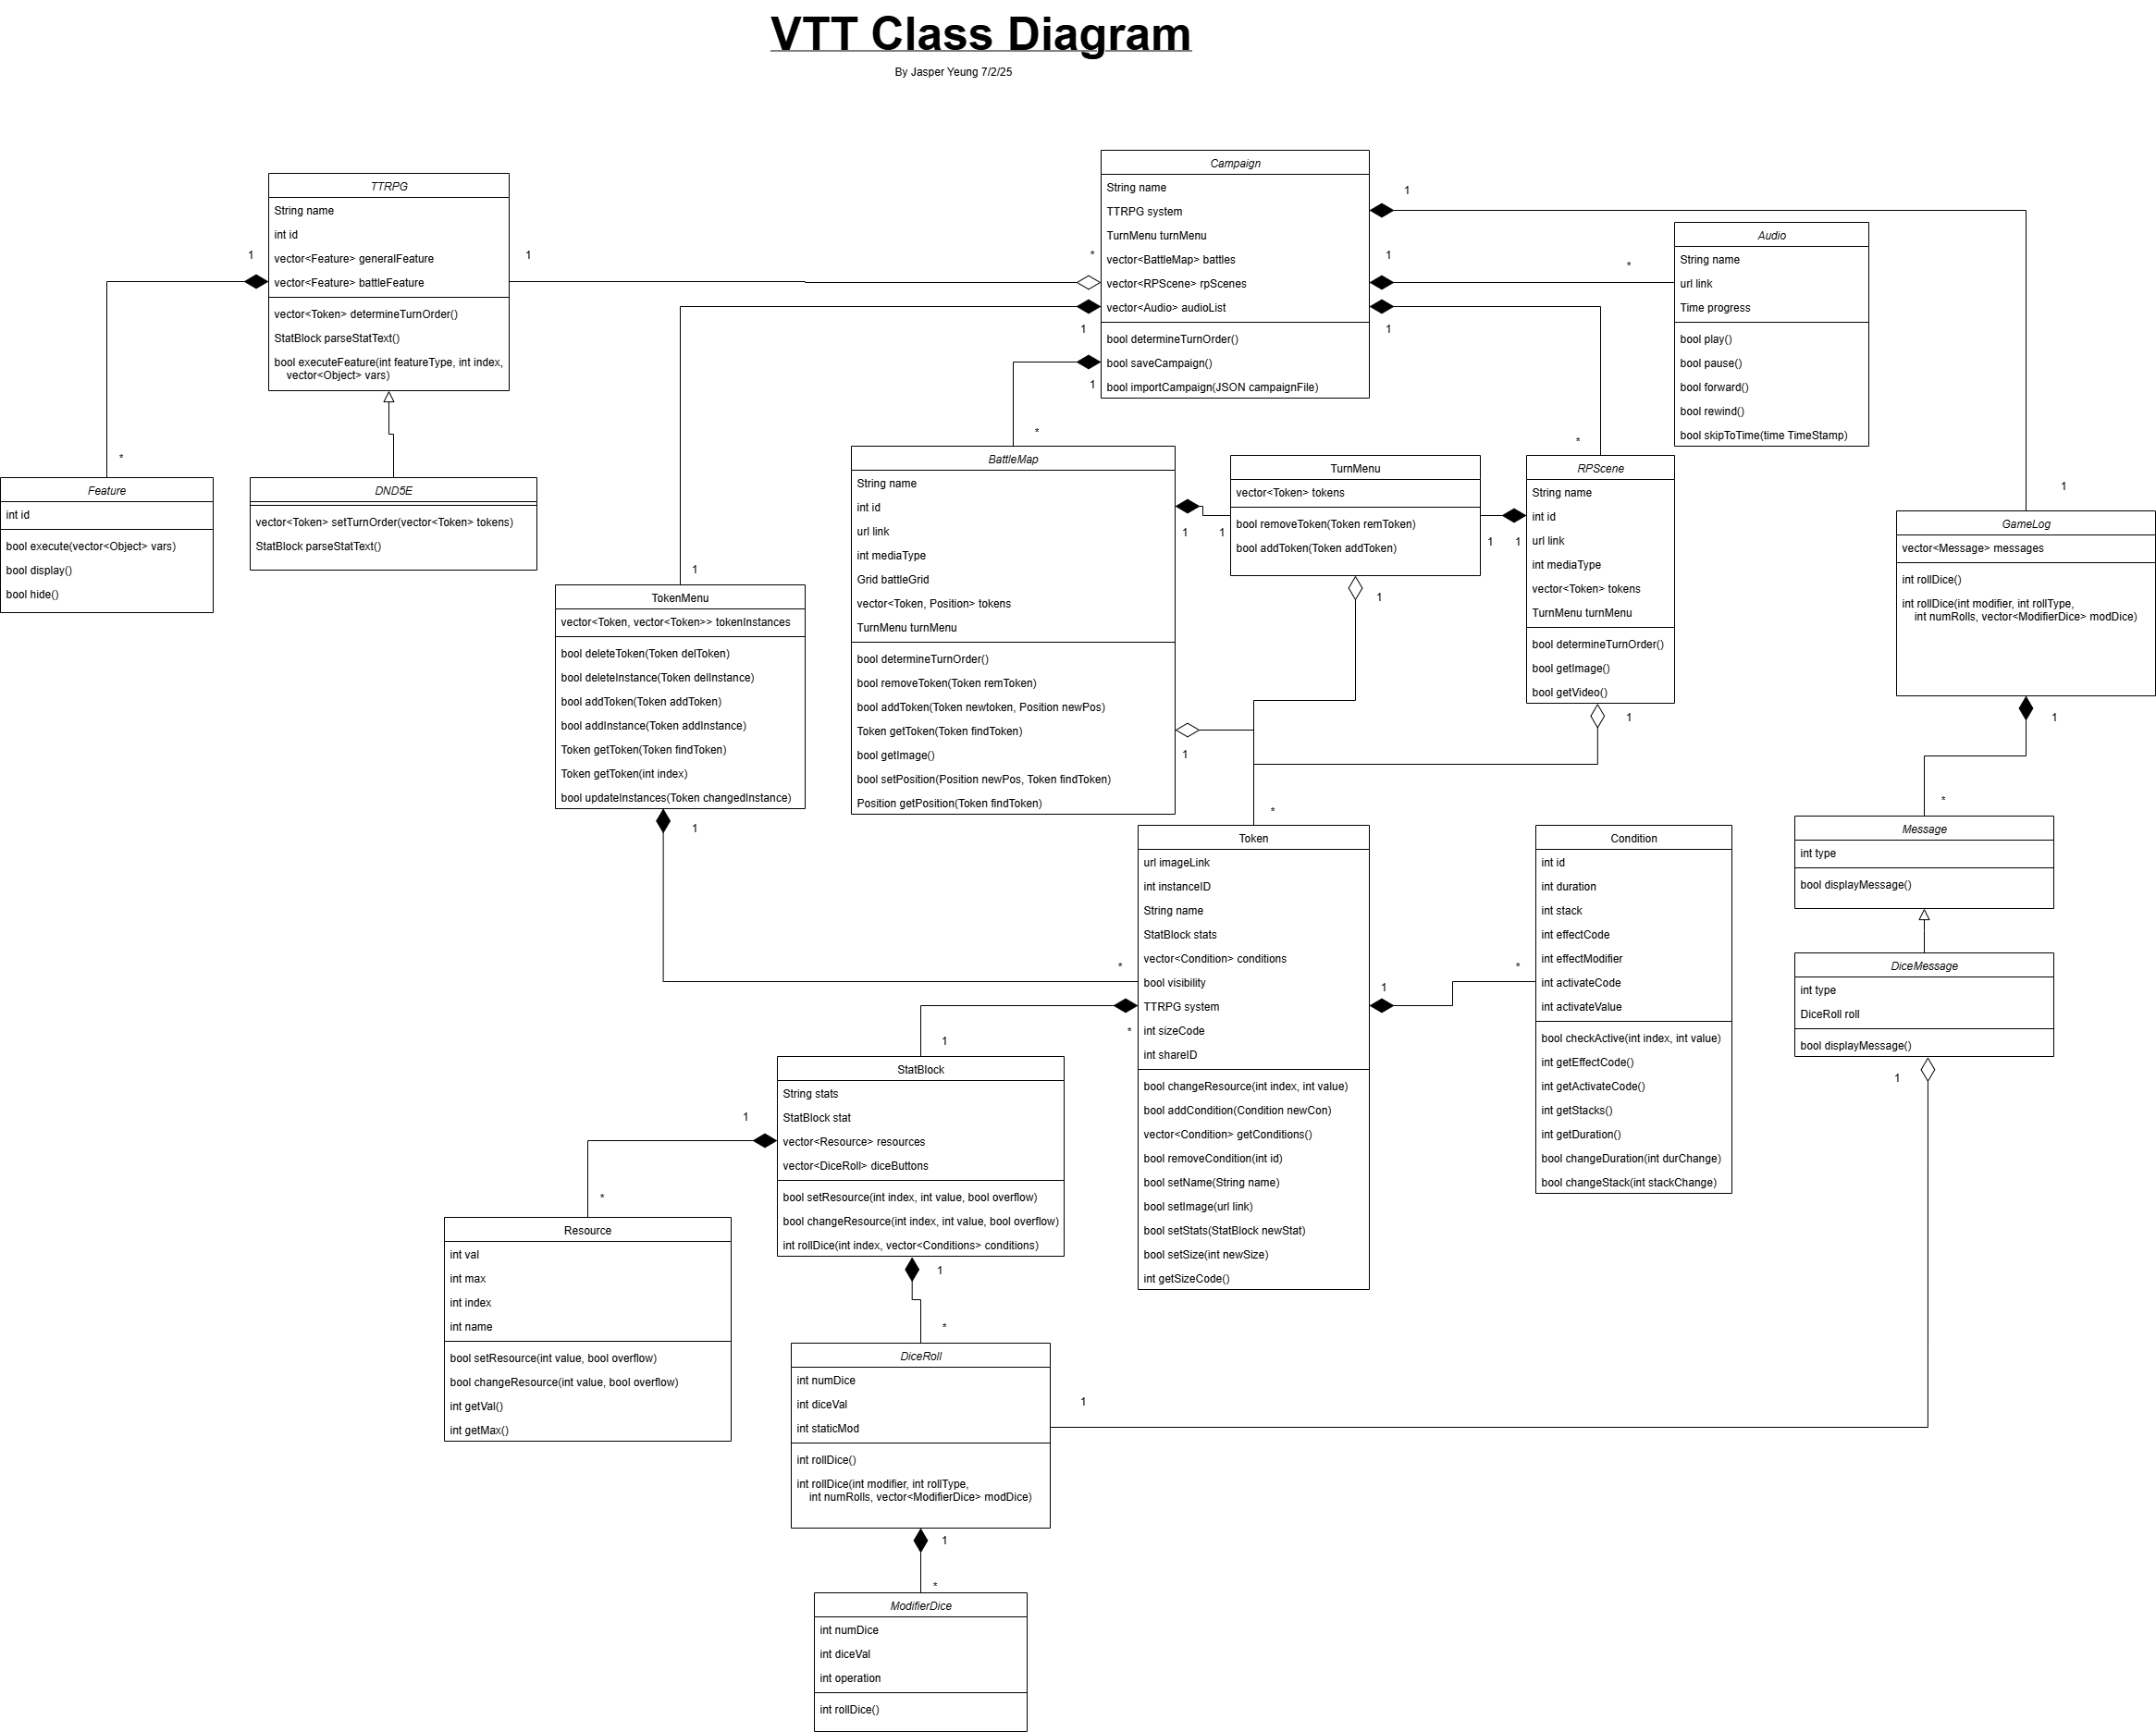 VTT Class Diagram
By Jasper Yeung 7/2/25
Campaign
String name
TTRPG system
TurnMenu turnMenu
vector<BattleMap> battles
vector<RPScene> rpScenes
vector<Audio> audioList
bool determineTurnOrder()
bool saveCampaign()
bool importCampaign(JSON campaignFile)
1
1
*
1
1
*
1
1
*
1
*
1
TTRPG
String name
int id
vector<Feature> generalFeature
vector<Feature> battleFeature
vector<Token> determineTurnOrder()
StatBlock parseStatText()
bool executeFeature(int featureType, int index,
vector<Object> vars)
1
*
Feature
int id
bool execute(vector<Object> vars)
bool display()
bool hide()
DND5E
vector<Token> setTurnOrder(vector<Token> tokens)
StatBlock parseStatText()
Audio
String name
url link
Time progress
bool play()
bool pause()
bool forward()
bool rewind()
bool skipToTime(time TimeStamp)
BattleMap
String name
int id
url link
int mediaType
Grid battleGrid
vector<Token, Position> tokens
TurnMenu turnMenu
bool determineTurnOrder()
bool removeToken(Token remToken)
bool addToken(Token newtoken, Position newPos)
Token getToken(Token findToken)
bool getImage()
bool setPosition(Position newPos, Token findToken)
Position getPosition(Token findToken)
1
1
1
TurnMenu
vector<Token> tokens
bool removeToken(Token remToken)
bool addToken(Token addToken)
1
1
1
RPScene
String name
int id
url link
int mediaType
vector<Token> tokens
TurnMenu turnMenu
bool determineTurnOrder()
bool getImage()
bool getVideo()
1
*
1
GameLog
vector<Message> messages
int rollDice()
int rollDice(int modifier, int rollType,
int numRolls, vector<ModifierDice> modDice)
1
*
TokenMenu
vector<Token, vector<Token>> tokenInstances
bool deleteToken(Token delToken)
bool deleteInstance(Token delInstance)
bool addToken(Token addToken)
bool addInstance(Token addInstance)
Token getToken(Token findToken)
Token getToken(int index)
bool updateInstances(Token changedInstance)
1
*
Token
url imageLink
int instanceID
String name
StatBlock stats
vector<Condition> conditions
bool visibility
TTRPG system
int sizeCode
int shareID
bool changeResource(int index, int value)
bool addCondition(Condition newCon)
vector<Condition> getConditions()
bool removeCondition(int id)
bool setName(String name)
bool setImage(url link)
bool setStats(StatBlock newStat)
bool setSize(int newSize)
int getSizeCode()
1
*
*
1
Condition
int id
int duration
int stack
int effectCode
int effectModifier
int activateCode
int activateValue
bool checkActive(int index, int value)
int getEffectCode()
int getActivateCode()
int getStacks()
int getDuration()
bool changeDuration(int durChange)
bool changeStack(int stackChange)
Message
int type
bool displayMessage()
DiceMessage
int type
DiceRoll roll
bool displayMessage()
1
StatBlock
String stats
StatBlock stat
vector<Resource> resources
vector<DiceRoll> diceButtons
bool setResource(int index, int value, bool overflow)
bool changeResource(int index, int value, bool overflow)
int rollDice(int index, vector<Conditions> conditions)
1
*
1
*
Resource
int val
int max
int index
int name
bool setResource(int value, bool overflow)
bool changeResource(int value, bool overflow)
int getVal()
int getMax()
DiceRoll
int numDice
int diceVal
int staticMod
int rollDice()
int rollDice(int modifier, int rollType,
int numRolls, vector<ModifierDice> modDice)
1
1
*
ModifierDice
int numDice
int diceVal
int operation
int rollDice()